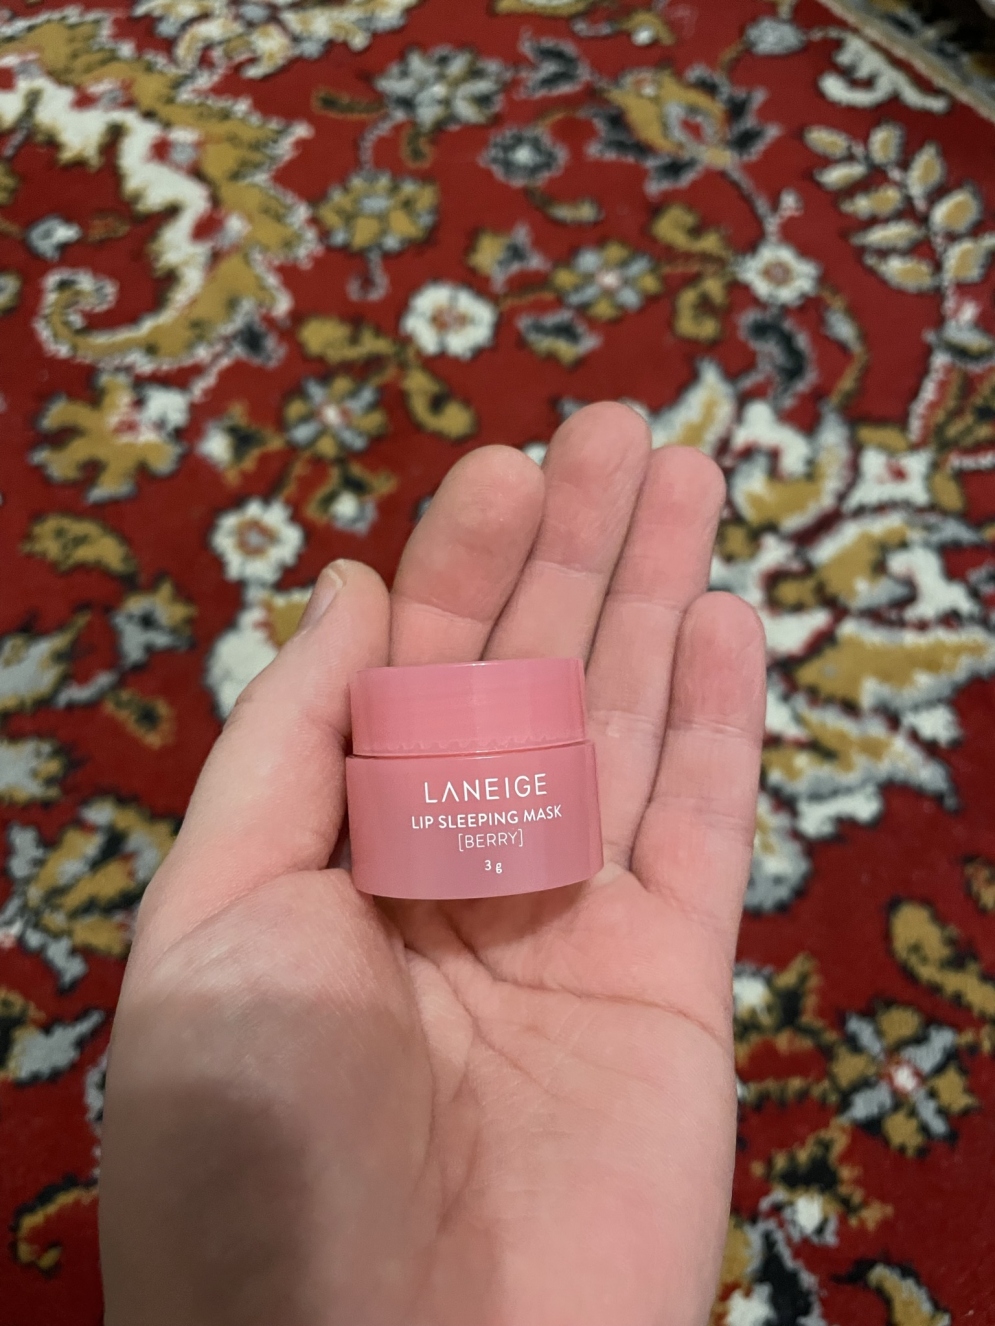 LANEIGE
LIP SLEEPING MASK
[BERRY]
3 g